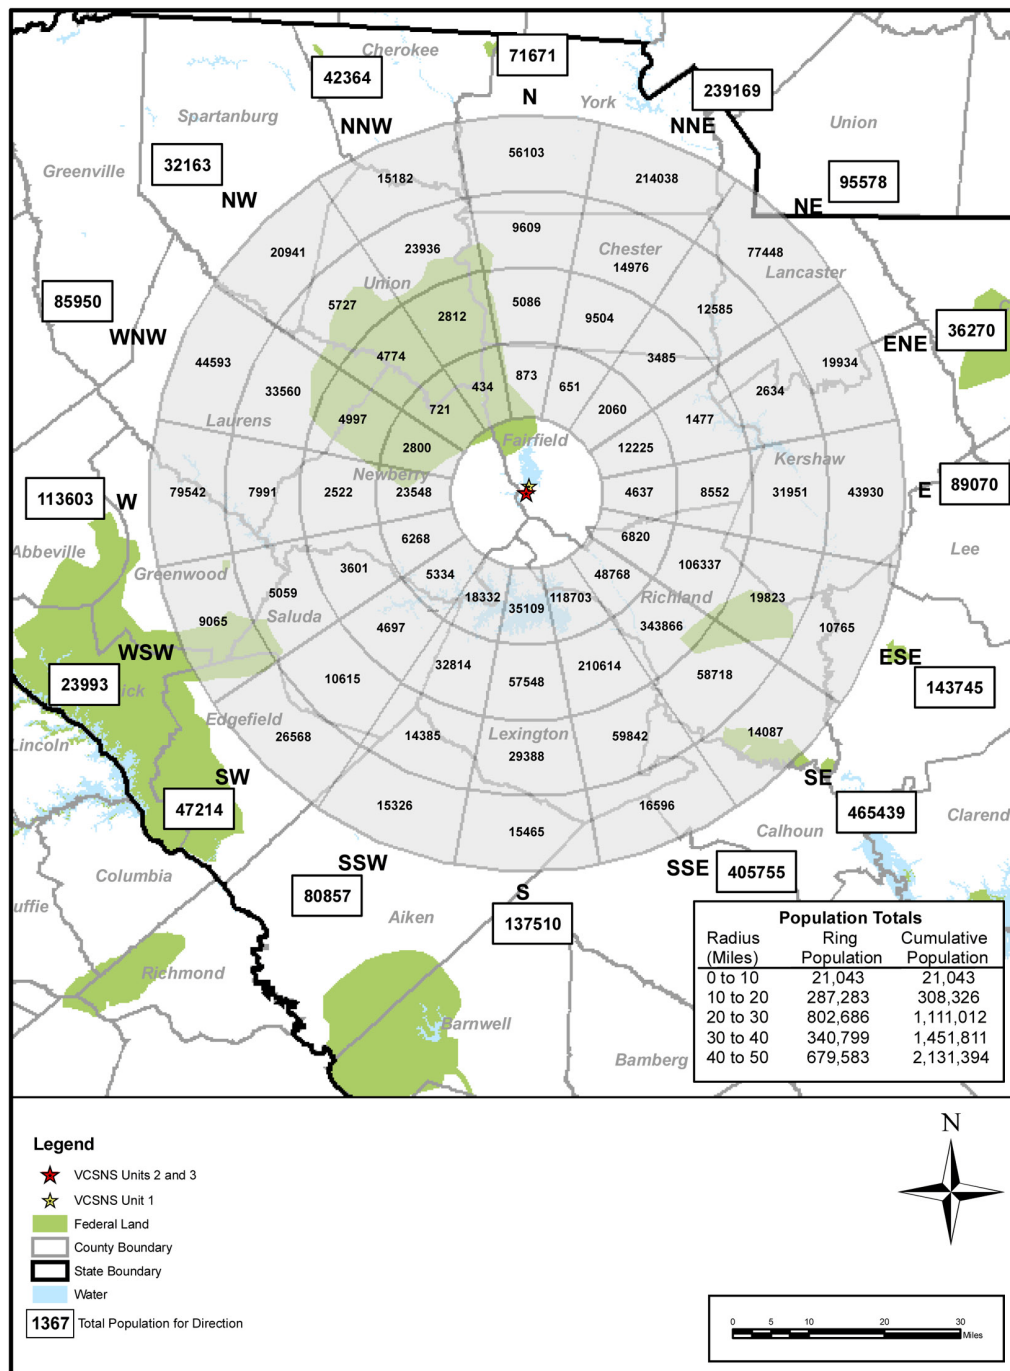 Cherokee
71671
42364
239169
N
York
NNE
Union
Spartanburg
NNW
56103
Greenville
32163
NW
15182
214038
95578
NE
9609
20941
23936
Chester
14976
77448
Lancaster
Union
85950
WNW
5727
2812
5086
9504
12585
36270
ENE
44593
4774
3485
19934
33560
434
873
651
2634
Laurens
4997
721
2060
1477
2800
Fairfield
12225
Kershaw
Newberry
113603
W
79542
7991
2522
23548
4637
8552
31951
43930
E
89070
Abbeville
Greenwood
6268
6820
Lee
3601
5334
48768
106337
5059
18332
35109
118703
Richland
19823
9065
Saluda
4697
343866
10765
WSW
ESE
23993
ick
32814
210614
143745
10615
57548
58718
Lincoln
Edgefield
26568
14385
Lexington
59842
14087
29388
SW
SE
47214
15326
16596
465439
15465
Calhoun
Clarend
Columbia
SSW
SSE
405755
uffie
80857
S
Aiken
137510
Richmond
Barnwell
Bamberg
Population Totals
Radius (Miles) Ring Population Cumulative Population
0 to 10 21,043 21,043
10 to 20 287,283 308,326
20 to 30 802,686 1,111,012
30 to 40 340,799 1,451,811
40 to 50 679,583 2,131,394
Legend
VCSNS Units 2 and 3
VCSNS Unit 1
Federal Land
County Boundary
State Boundary
Water
1367 Total Population for Direction
N
0 5 10 20 30
Miles